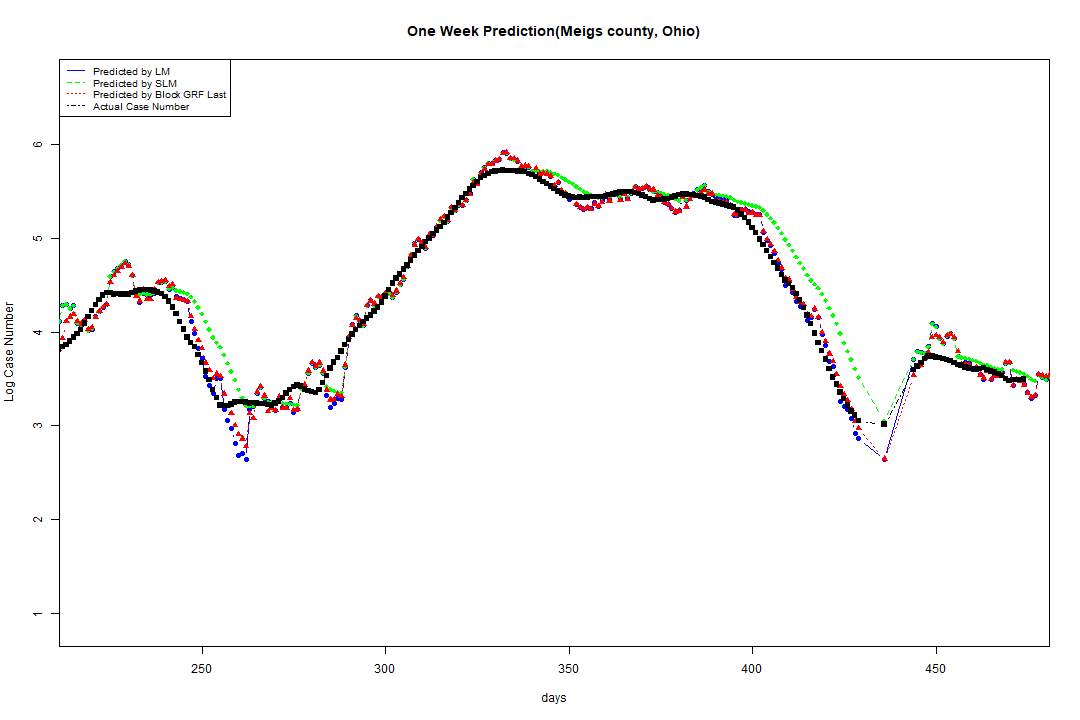 One Week Prediction(Meigs county, Ohio)
Predicted by LM
Predicted by SLM
Predicted by Block GRF Last
Actual Case Number
Log Case Number
6
5
4
3
2
1
250 300 350 400 450
days